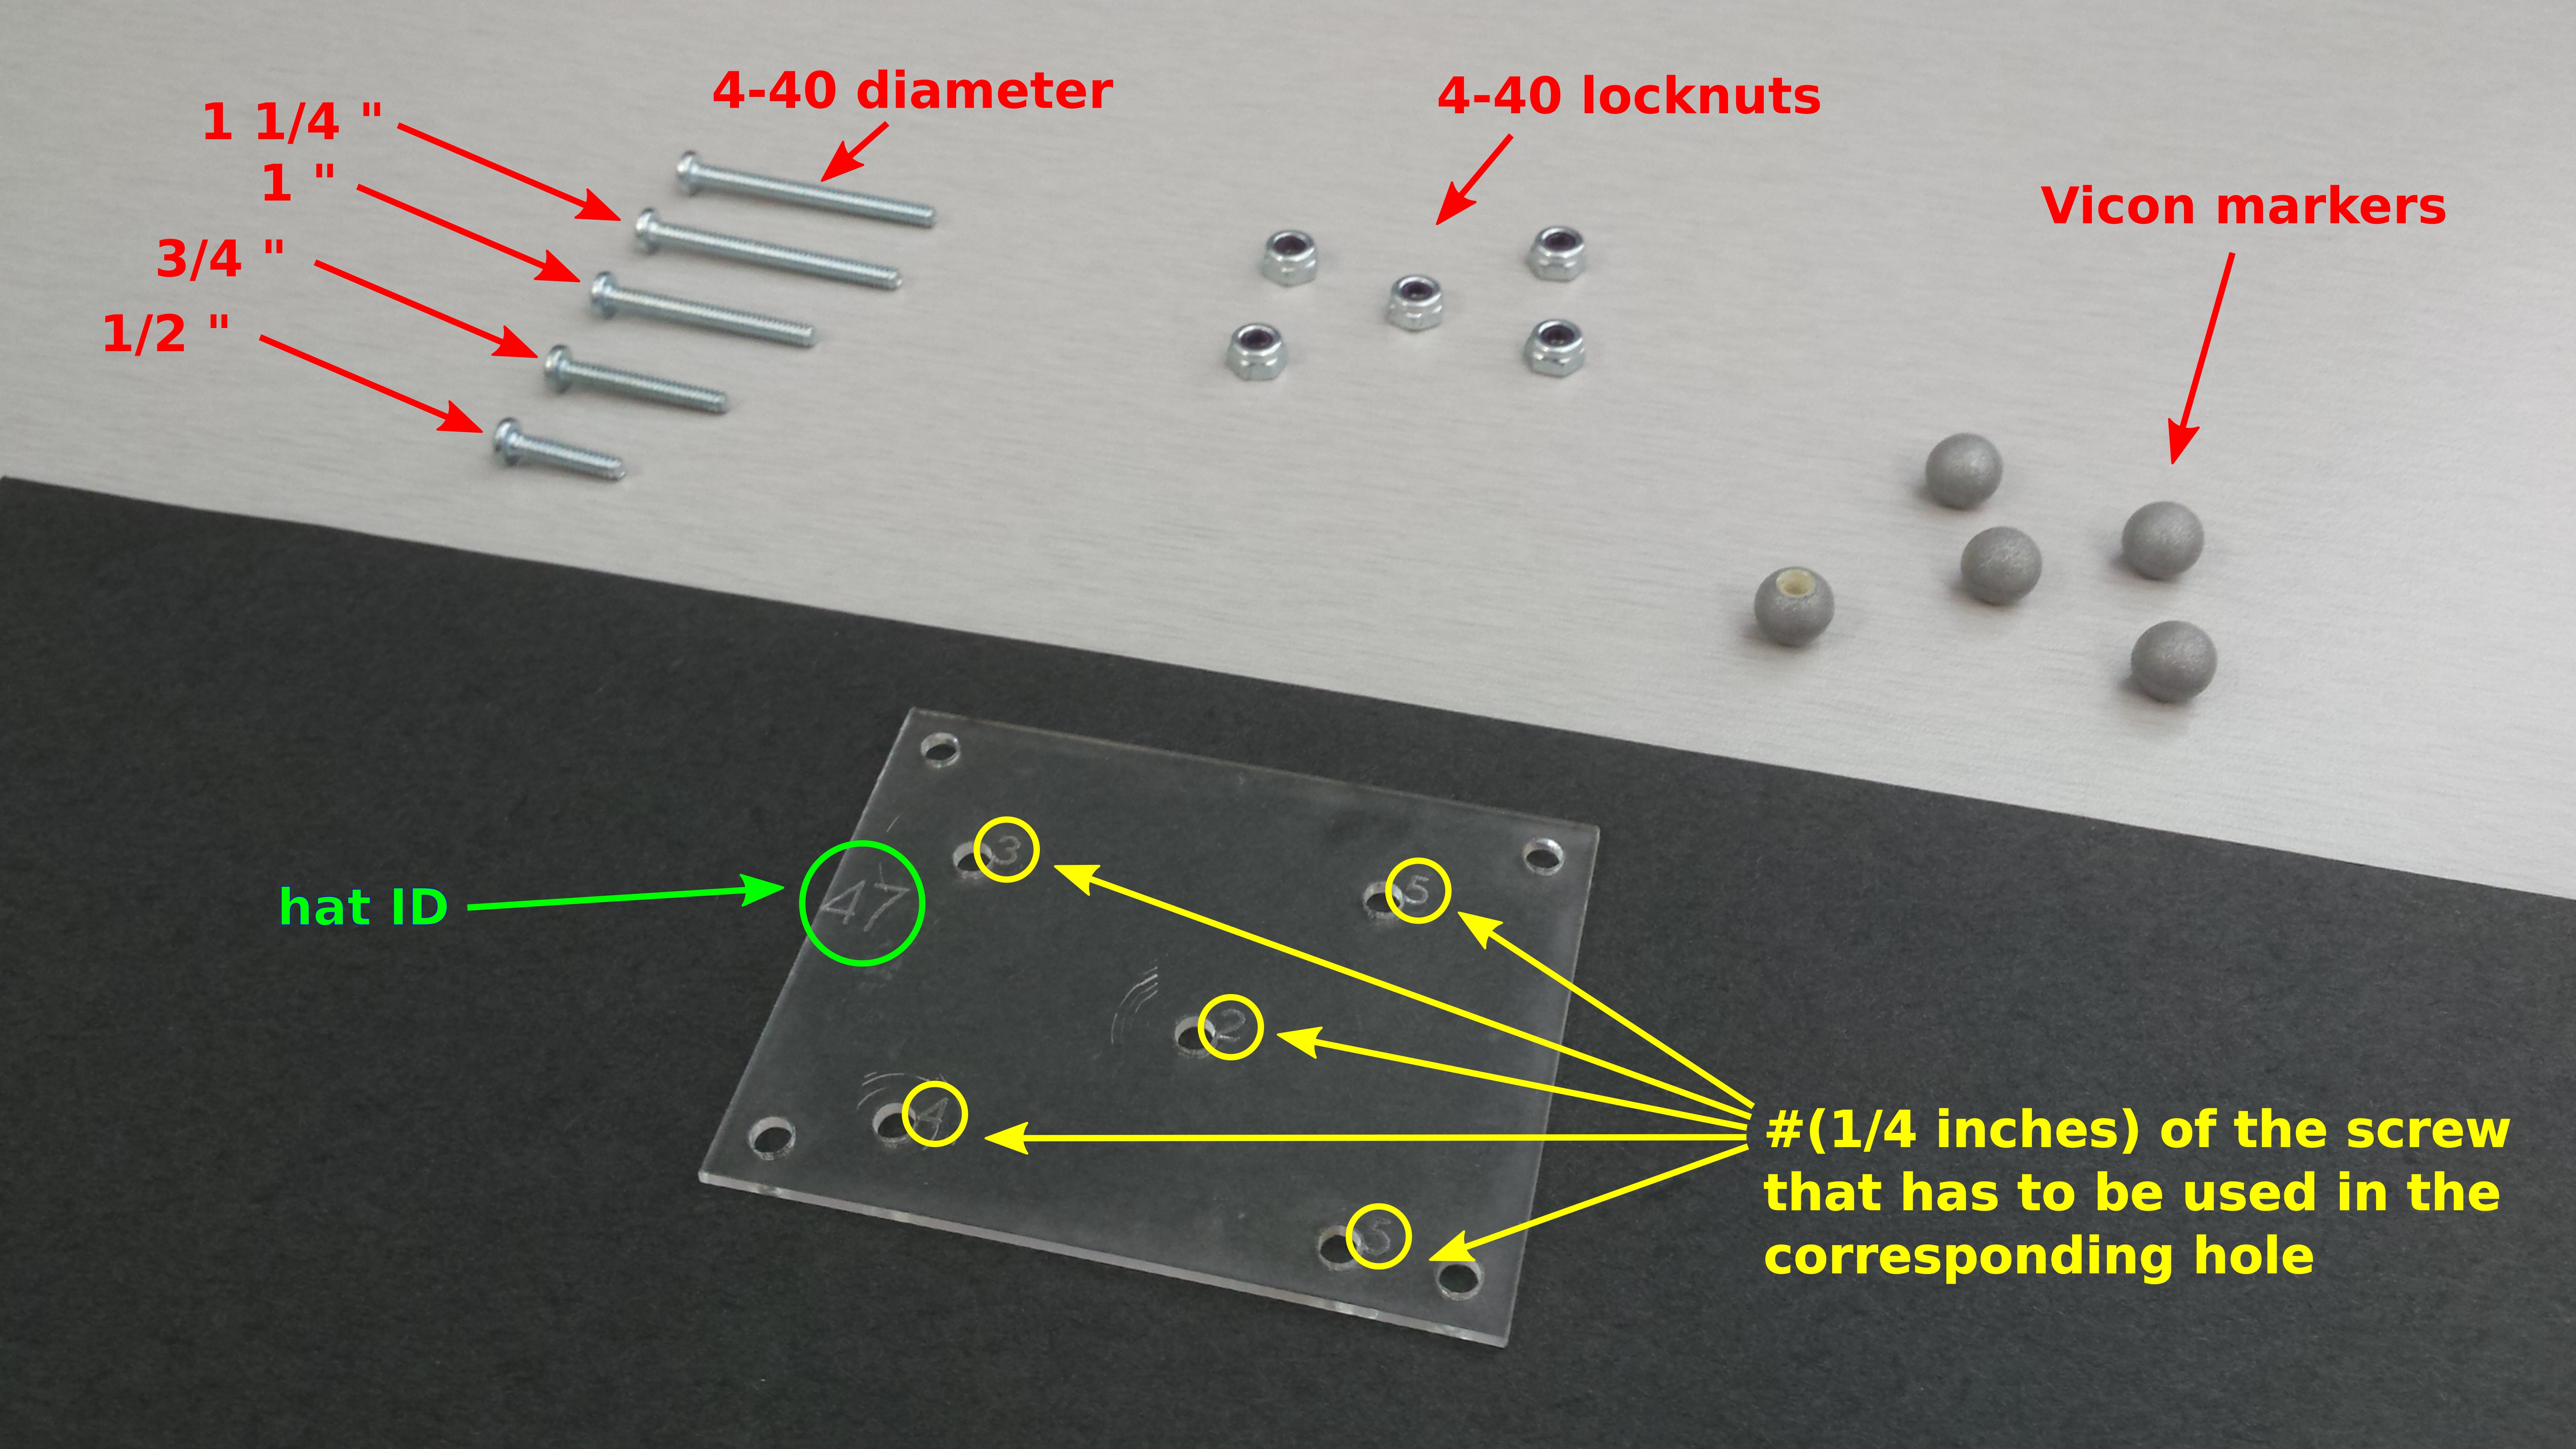 4-40 diameter
4-40 locknuts
1 1/4 "
1 "
3/4 "
1/2 "
Vicon markers
3
5
47
hat ID
2
4
5
#(1/4 inches) of the screw
that has to be used in the
corresponding hole